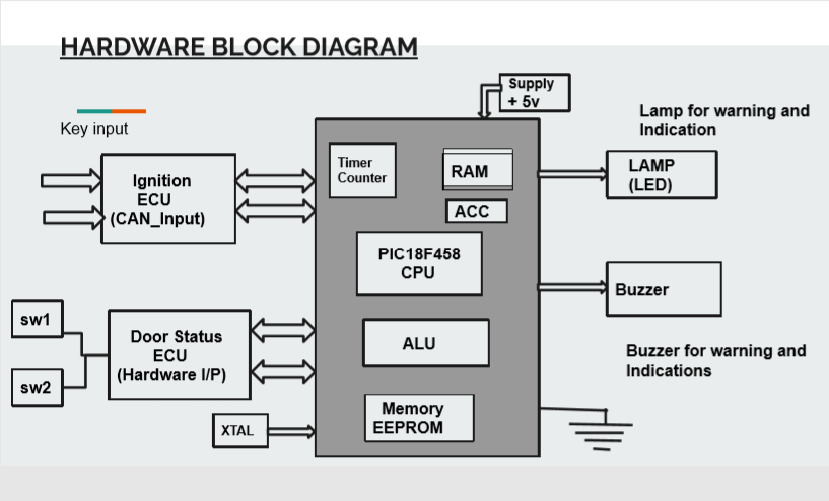 HARDWARE BLOCK DIAGRAM
Supply
+ 5v
Key input
Lamp for warning and
Indication
Ignition
ECU
(CAN_Input)
Timer
Counter
RAM
ACC
LAMP
(LED)
PIC18F458
CPU
Buzzer
sw1
sw2
Door Status
ECU
(Hardware I/P)
ALU
Buzzer for warning and
Indications
XTAL
Memory
EEPROM